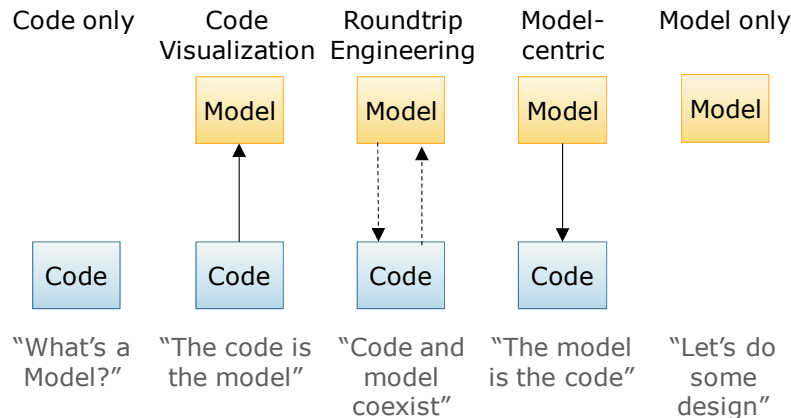 Code only
Code
Visualization
Roundtrip
Engineering
Model-
centric
Model only
Model
Model
Model
Model
Code
Code
Code
Code
“What’s a
Model?”
“The code is
the model”
“Code and
model
coexist”
“The model
is the code”
“Let’s do
some
design”